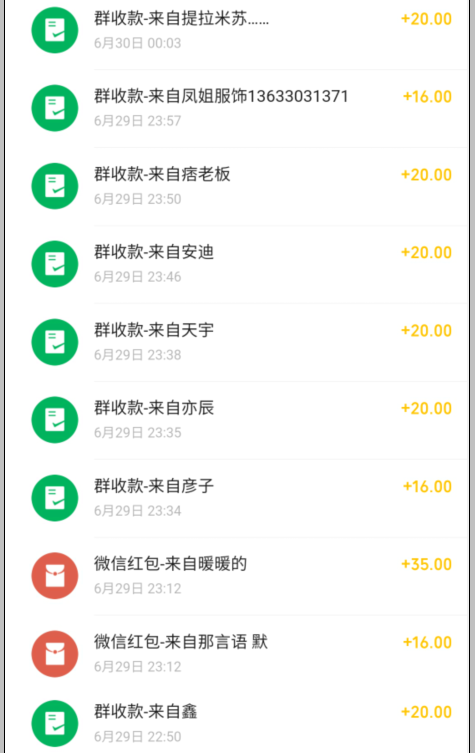 群收款-来自提拉米苏……
+20.00
6月30日 00:03
群收款-来自凤姐服饰13633031371
+16.00
6月29日 23:57
群收款-来自痞老板
+20.00
6月29日 23:50
群收款-来自安迪
+20.00
6月29日 23:46
群收款-来自天宇
+20.00
6月29日 23:38
群收款-来自亦辰
+20.00
6月29日 23:35
群收款-来自彦子
+16.00
6月29日 23:34
微信红包-来自暖暖的
+35.00
6月29日 23:12
微信红包-来自那言语 默
+16.00
6月29日 23:12
群收款-来自鑫
+20.00
6月29日 22:50